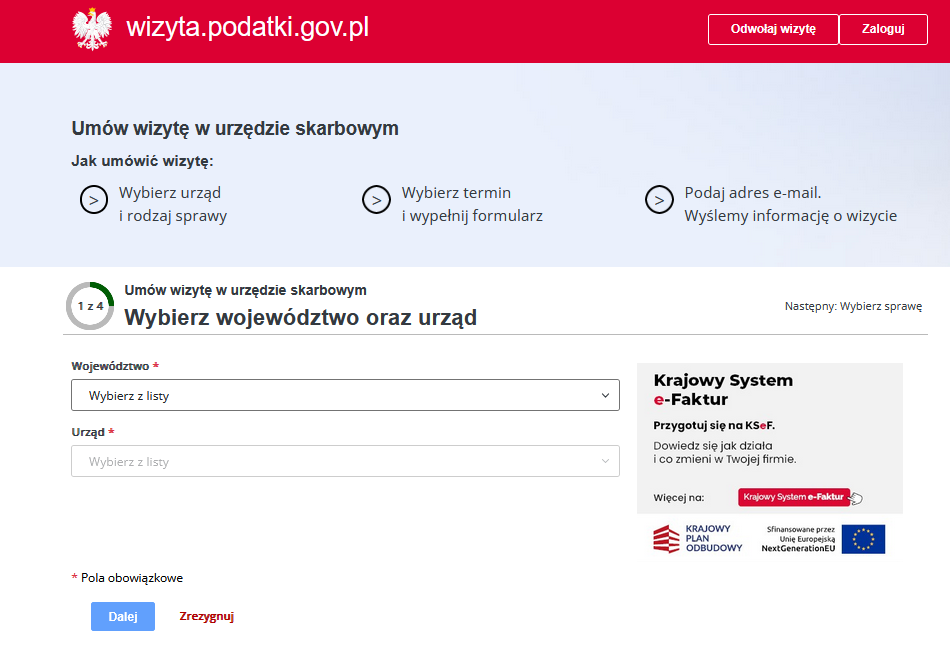 wizyta.podatki.gov.pl
Odwołaj wizytę
Zaloguj
Umów wizytę w urzędzie skarbowym
Jak umówić wizytę:
> Wybierz urząd
i rodzaj sprawy
> Wybierz termin
i wypełnij formularz
> Podaj adres e-mail.
Wyślemy informację o wizycie
1 z 4
Umów wizytę w urzędzie skarbowym
Wybierz województwo oraz urząd
Następny: Wybierz sprawę
Województwo *
Wybierz z listy
Urząd *
Wybierz z listy
Krajowy System
e-Faktur
Przygotuj się na KSeF.
Dowiedz się jak działa
i co zmieni w Twojej firmie.
Więcej na:
Krajowy System e-Faktur
KRAJOWY
PLAN
ODBUDOWY
Sfinansowane przez
Unię Europejską
NextGenerationEU
* Pola obowiązkowe
Dalej
Zrezygnuj